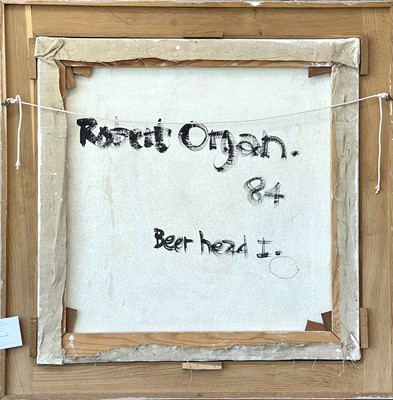 Robert Organ.
84
Beer head I.